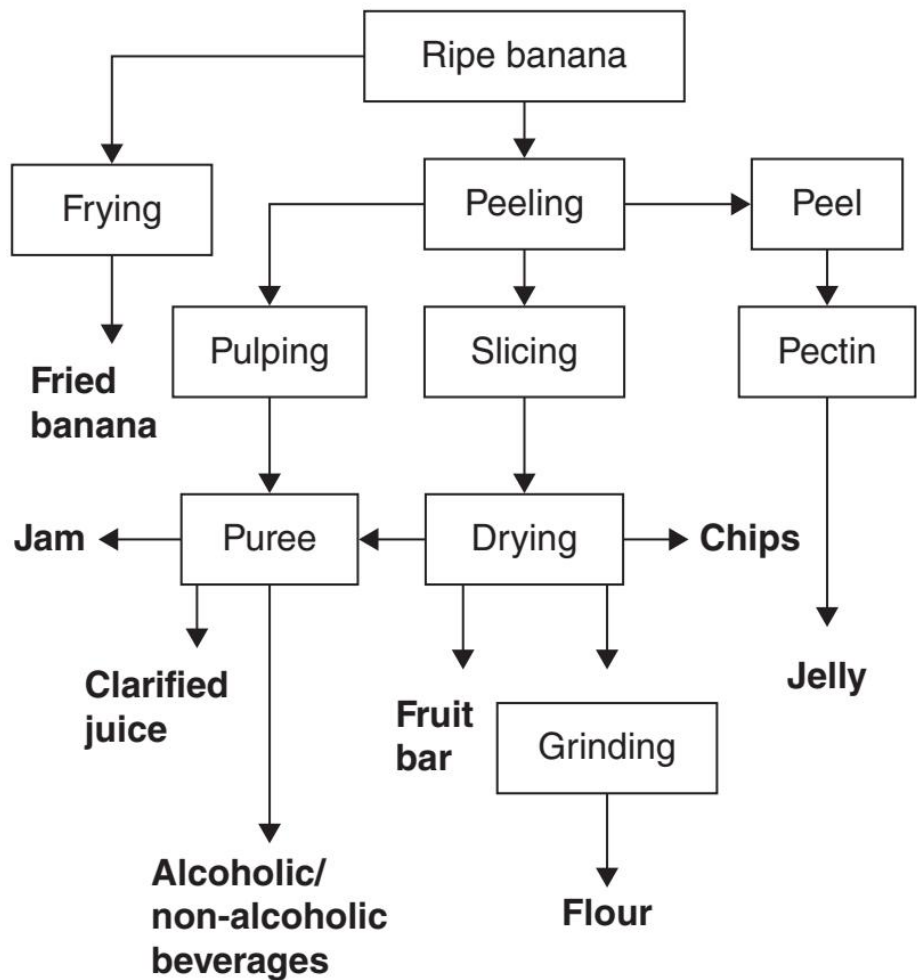 Ripe banana
Frying
Peeling
Peel
Pulping
Slicing
Pectin
Fried
banana
Jam
Puree
Drying
Chips
Clarified
juice
Fruit
bar
Grinding
Jelly
Alcoholic/
non-alcoholic
beverages
Flour